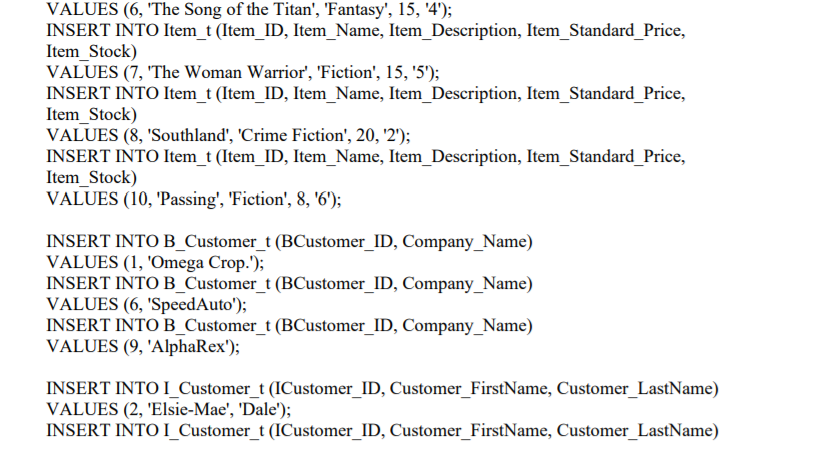 VALUES (6, 'The Song of the Titan', 'Fantasy', 15, '4');
INSERT INTO Item_t (Item_ID, Item_Name, Item_Description, Item_Standard_Price,
Item_Stock)
VALUES (7, 'The Woman Warrior', 'Fiction', 15, '5');
INSERT INTO Item_t (Item_ID, Item_Name, Item_Description, Item_Standard_Price,
Item_Stock)
VALUES (8, 'Southland', 'Crime Fiction', 20, '2');
INSERT INTO Item_t (Item_ID, Item_Name, Item_Description, Item_Standard_Price,
Item_Stock)
VALUES (10, 'Passing', 'Fiction', 8, '6');

INSERT INTO B_Customer_t (BCustomer_ID, Company_Name)
VALUES (1, 'Omega Crop.');
INSERT INTO B_Customer_t (BCustomer_ID, Company_Name)
VALUES (6, 'SpeedAuto');
INSERT INTO B_Customer_t (BCustomer_ID, Company_Name)
VALUES (9, 'AlphaRex');

INSERT INTO I_Customer_t (ICustomer_ID, Customer_FirstName, Customer_LastName)
VALUES (2, 'Elsie-Mae', 'Dale');
INSERT INTO I_Customer_t (ICustomer_ID, Customer_FirstName, Customer_LastName)